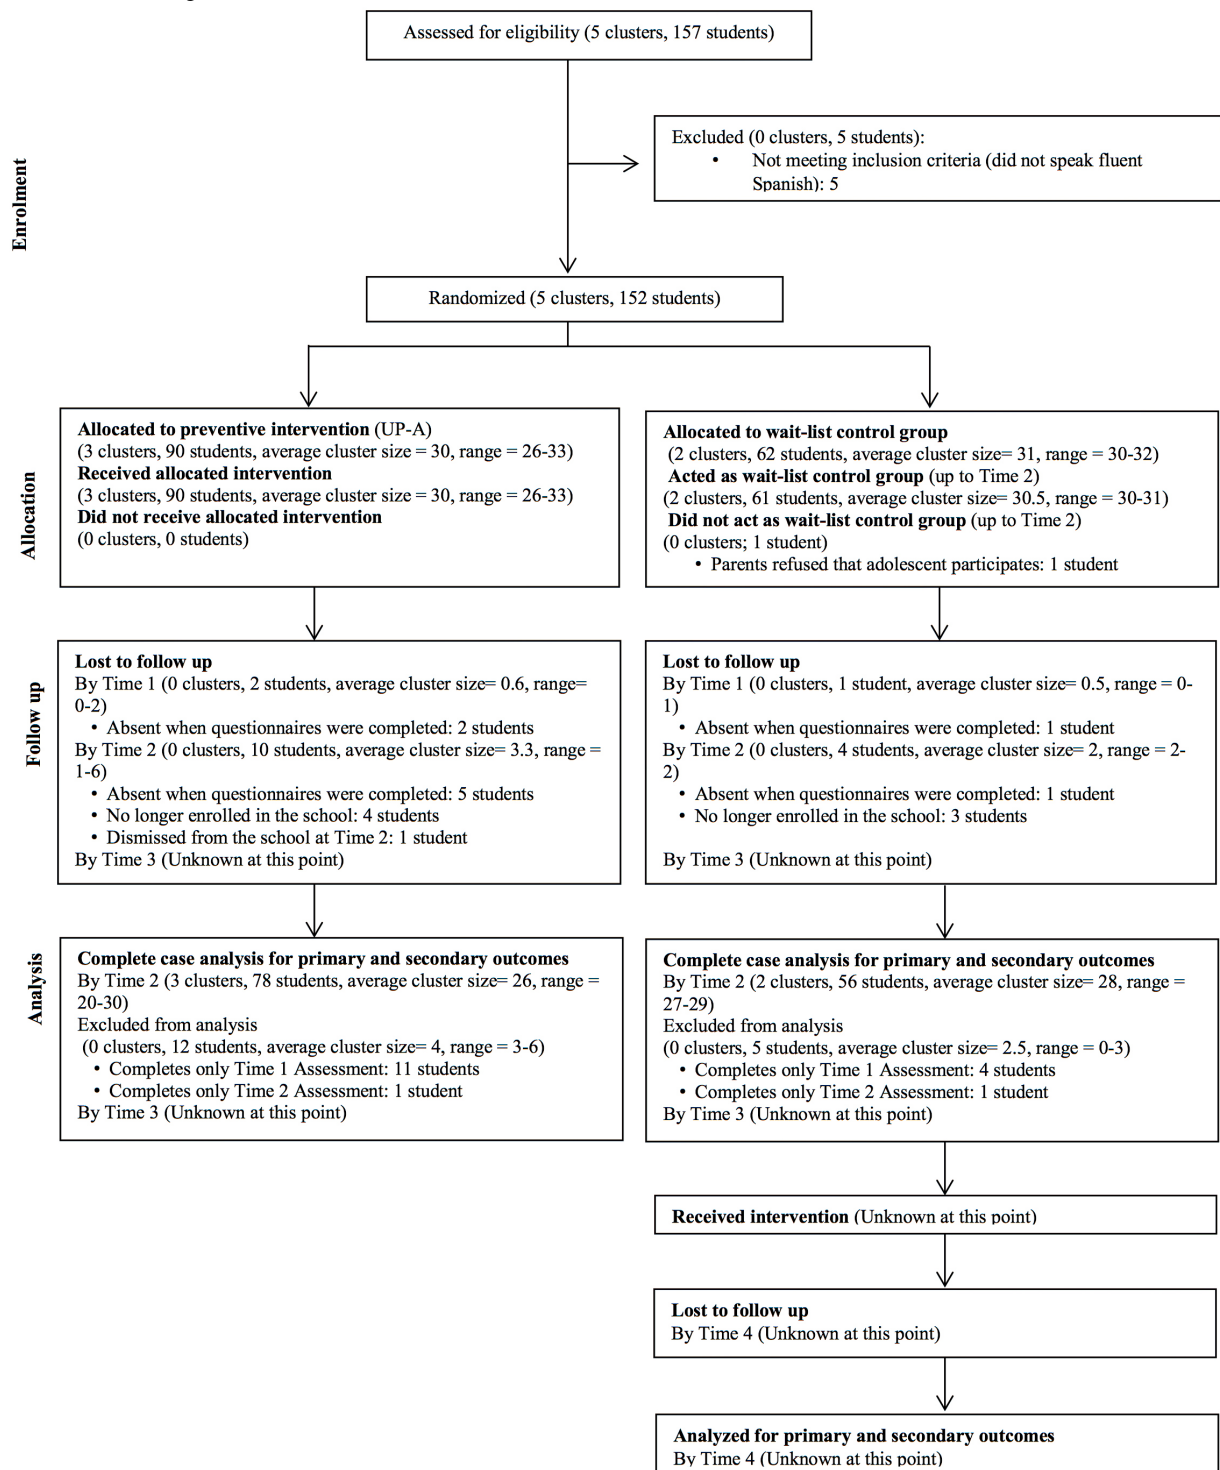 Assessed for eligibility (5 clusters, 157 students)
Enrolment
Excluded (0 clusters, 5 students):
• Not meeting inclusion criteria (did not speak fluent
Spanish): 5
Randomized (5 clusters, 152 students)
Allocation
Allocated to preventive intervention (UP-A)
(3 clusters, 90 students, average cluster size = 30, range = 26-33)
Received allocated intervention
(3 clusters, 90 students, average cluster size = 30, range = 26-33)
Did not receive allocated intervention
(0 clusters, 0 students)
Allocated to wait-list control group
(2 clusters, 62 students, average cluster size= 31, range = 30-32)
Acted as wait-list control group (up to Time 2)
(2 clusters, 61 students, average cluster size= 30.5, range = 30-31)
Did not act as wait-list control group (up to Time 2)
(0 clusters; 1 student)
• Parents refused that adolescent participates: 1 student
Follow up
Lost to follow up
By Time 1 (0 clusters, 2 students, average cluster size= 0.6, range=
0-2)
• Absent when questionnaires were completed: 2 students
By Time 2 (0 clusters, 10 students, average cluster size= 3.3, range =
1-6)
• Absent when questionnaires were completed: 5 students
• No longer enrolled in the school: 4 students
• Dismissed from the school at Time 2: 1 student
By Time 3 (Unknown at this point)
Lost to follow up
By Time 1 (0 clusters, 1 student, average cluster size= 0.5, range = 0-
1)
• Absent when questionnaires were completed: 1 student
By Time 2 (0 clusters, 4 students, average cluster size= 2, range = 2-
2)
• Absent when questionnaires were completed: 1 student
• No longer enrolled in the school: 3 students
By Time 3 (Unknown at this point)
Analysis
Complete case analysis for primary and secondary outcomes
By Time 2 (3 clusters, 78 students, average cluster size= 26, range =
20-30)
Excluded from analysis
(0 clusters, 12 students, average cluster size= 4, range = 3-6)
• Completes only Time 1 Assessment: 11 students
• Completes only Time 2 Assessment: 1 student
By Time 3 (Unknown at this point)
Complete case analysis for primary and secondary outcomes
By Time 2 (2 clusters, 56 students, average cluster size= 28, range =
27-29)
Excluded from analysis
(0 clusters, 5 students, average cluster size= 2.5, range = 0-3)
• Completes only Time 1 Assessment: 4 students
• Completes only Time 2 Assessment: 1 student
By Time 3 (Unknown at this point)
Received intervention (Unknown at this point)
Lost to follow up
By Time 4 (Unknown at this point)
Analyzed for primary and secondary outcomes
By Time 4 (Unknown at this point)